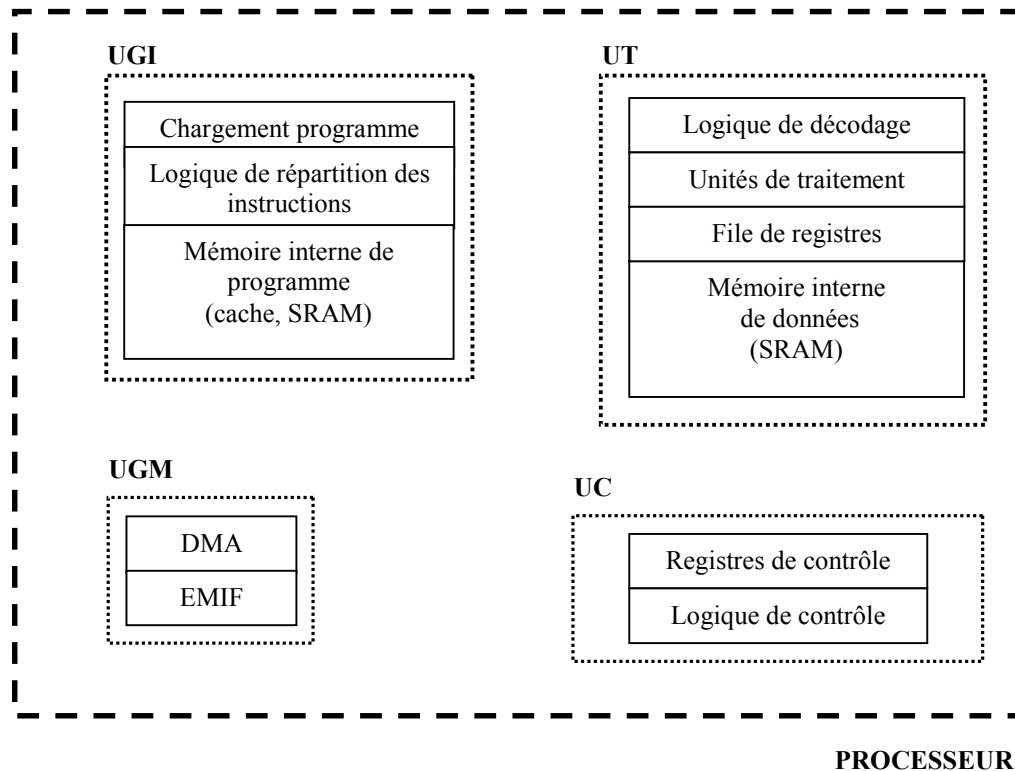 UGI
Chargement programme
Logique de répartition des
instructions
Mémoire interne de
programme
(cache, SRAM)
UT
Logique de décodage
Unités de traitement
File de registres
Mémoire interne
de données
(SRAM)
UGM
DMA
EMIF
UC
Registres de contrôle
Logique de contrôle
PROCESSEUR